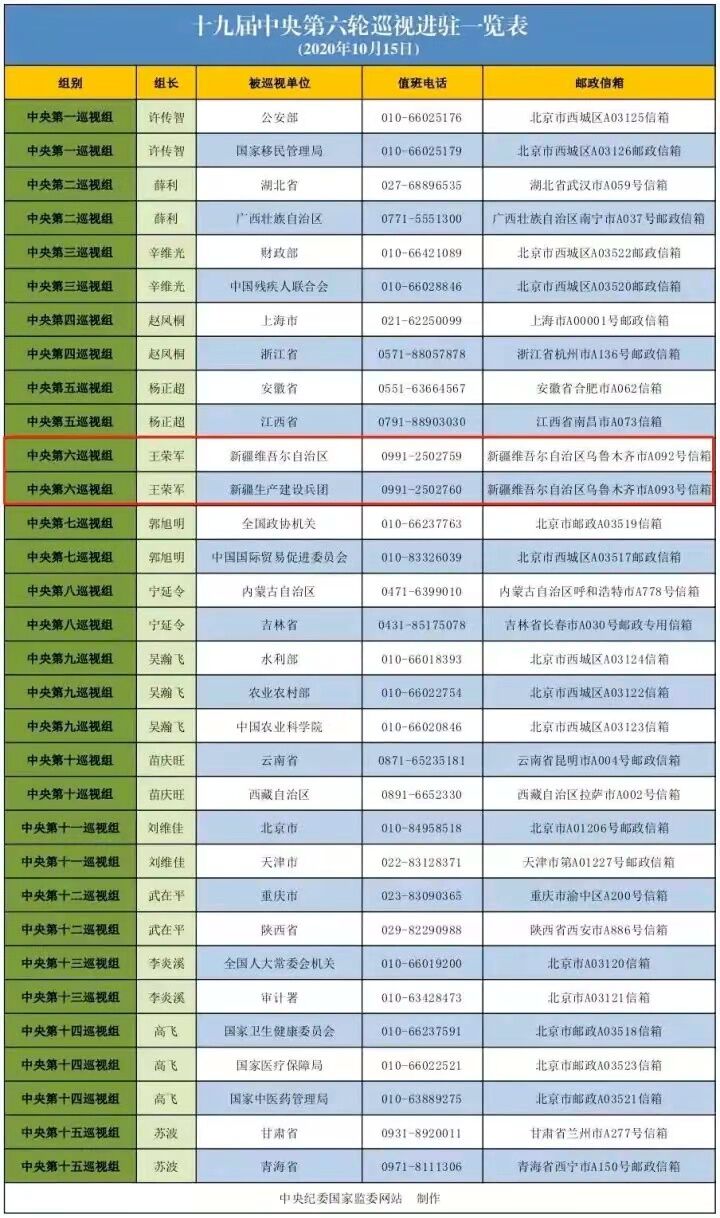 十九届中央第六轮巡视进驻一览表
(2020年10月15日)
组别 组长 被巡视单位 值班电话 邮政信箱
中央第一巡视组 许传智 公安部 010-66025176 北京市西城区A03125信箱
中央第一巡视组 许传智 国家移民管理局 010-66025179 北京市西城区A03126邮政信箱
中央第二巡视组 薛利 湖北省 027-68896535 湖北省武汉市A059号信箱
中央第二巡视组 薛利 广西壮族自治区 0771-5551300 广西壮族自治区南宁市A037号邮政信箱
中央第三巡视组 辛维光 财政部 010-66421089 北京市西城区A03522邮政信箱
中央第三巡视组 辛维光 中国残疾人联合会 010-66028846 北京市西城区A03520邮政信箱
中央第四巡视组 赵凤桐 上海市 021-62250099 上海市A00001号邮政信箱
中央第四巡视组 赵凤桐 浙江省 0571-88057878 浙江省杭州市A136号邮政信箱
中央第五巡视组 杨正超 安徽省 0551-63664567 安徽省合肥市A062信箱
中央第五巡视组 杨正超 江西省 0791-88903030 江西省南昌市A073信箱
中央第六巡视组 王荣军 新疆维吾尔自治区 0991-2502759 新疆维吾尔自治区乌鲁木齐市A092号信箱
中央第六巡视组 王荣军 新疆生产建设兵团 0991-2502760 新疆维吾尔自治区乌鲁木齐市A093号信箱
中央第七巡视组 郭旭明 全国政协机关 010-66237763 北京市邮政A03519信箱
中央第七巡视组 郭旭明 中国国际贸易促进委员会 010-83326039 北京市西城区A03517邮政信箱
中央第八巡视组 宁延令 内蒙古自治区 0471-6399010 内蒙古自治区呼和浩特市A778号信箱
中央第八巡视组 宁延令 吉林省 0431-85175078 吉林省长春市A030号邮政专用信箱
中央第九巡视组 吴瀚飞 水利部 010-66018393 北京市西城区A03124信箱
中央第九巡视组 吴瀚飞 农业农村部 010-66022754 北京市西城区A03122信箱
中央第九巡视组 吴瀚飞 中国农业科学院 010-66020846 北京市西城区A03123信箱
中央第十巡视组 苗庆旺 云南省 0871-65235181 云南省昆明市A004号邮政信箱
中央第十巡视组 苗庆旺 西藏自治区 0891-6652330 西藏自治区拉萨市A002号信箱
中央第十一巡视组 刘维佳 北京市 010-84958518 北京市A01206号邮政信箱
中央第十一巡视组 刘维佳 天津市 022-83128371 天津市第A01227号邮政信箱
中央第十二巡视组 武在平 重庆市 023-83090365 重庆市渝中区A200号信箱
中央第十二巡视组 武在平 陕西省 029-82290988 陕西省西安市A886号信箱
中央第十三巡视组 李炎溪 全国人大常委会机关 010-66019200 北京市A03120信箱
中央第十三巡视组 李炎溪 审计署 010-63428473 北京市A03121信箱
中央第十四巡视组 高飞 国家卫生健康委员会 010-66237591 北京市邮政A03518信箱
中央第十四巡视组 高飞 国家医疗保障局 010-66022521 北京市邮政A03523信箱
中央第十四巡视组 高飞 国家中医药管理局 010-63889275 北京市邮政A03521信箱
中央第十五巡视组 苏波 甘肃省 0931-8920011 甘肃省兰州市A277号信箱
中央第十五巡视组 苏波 青海省 0971-8111306 青海省西宁市A150号邮政信箱
中央纪委国家监委网站 制作